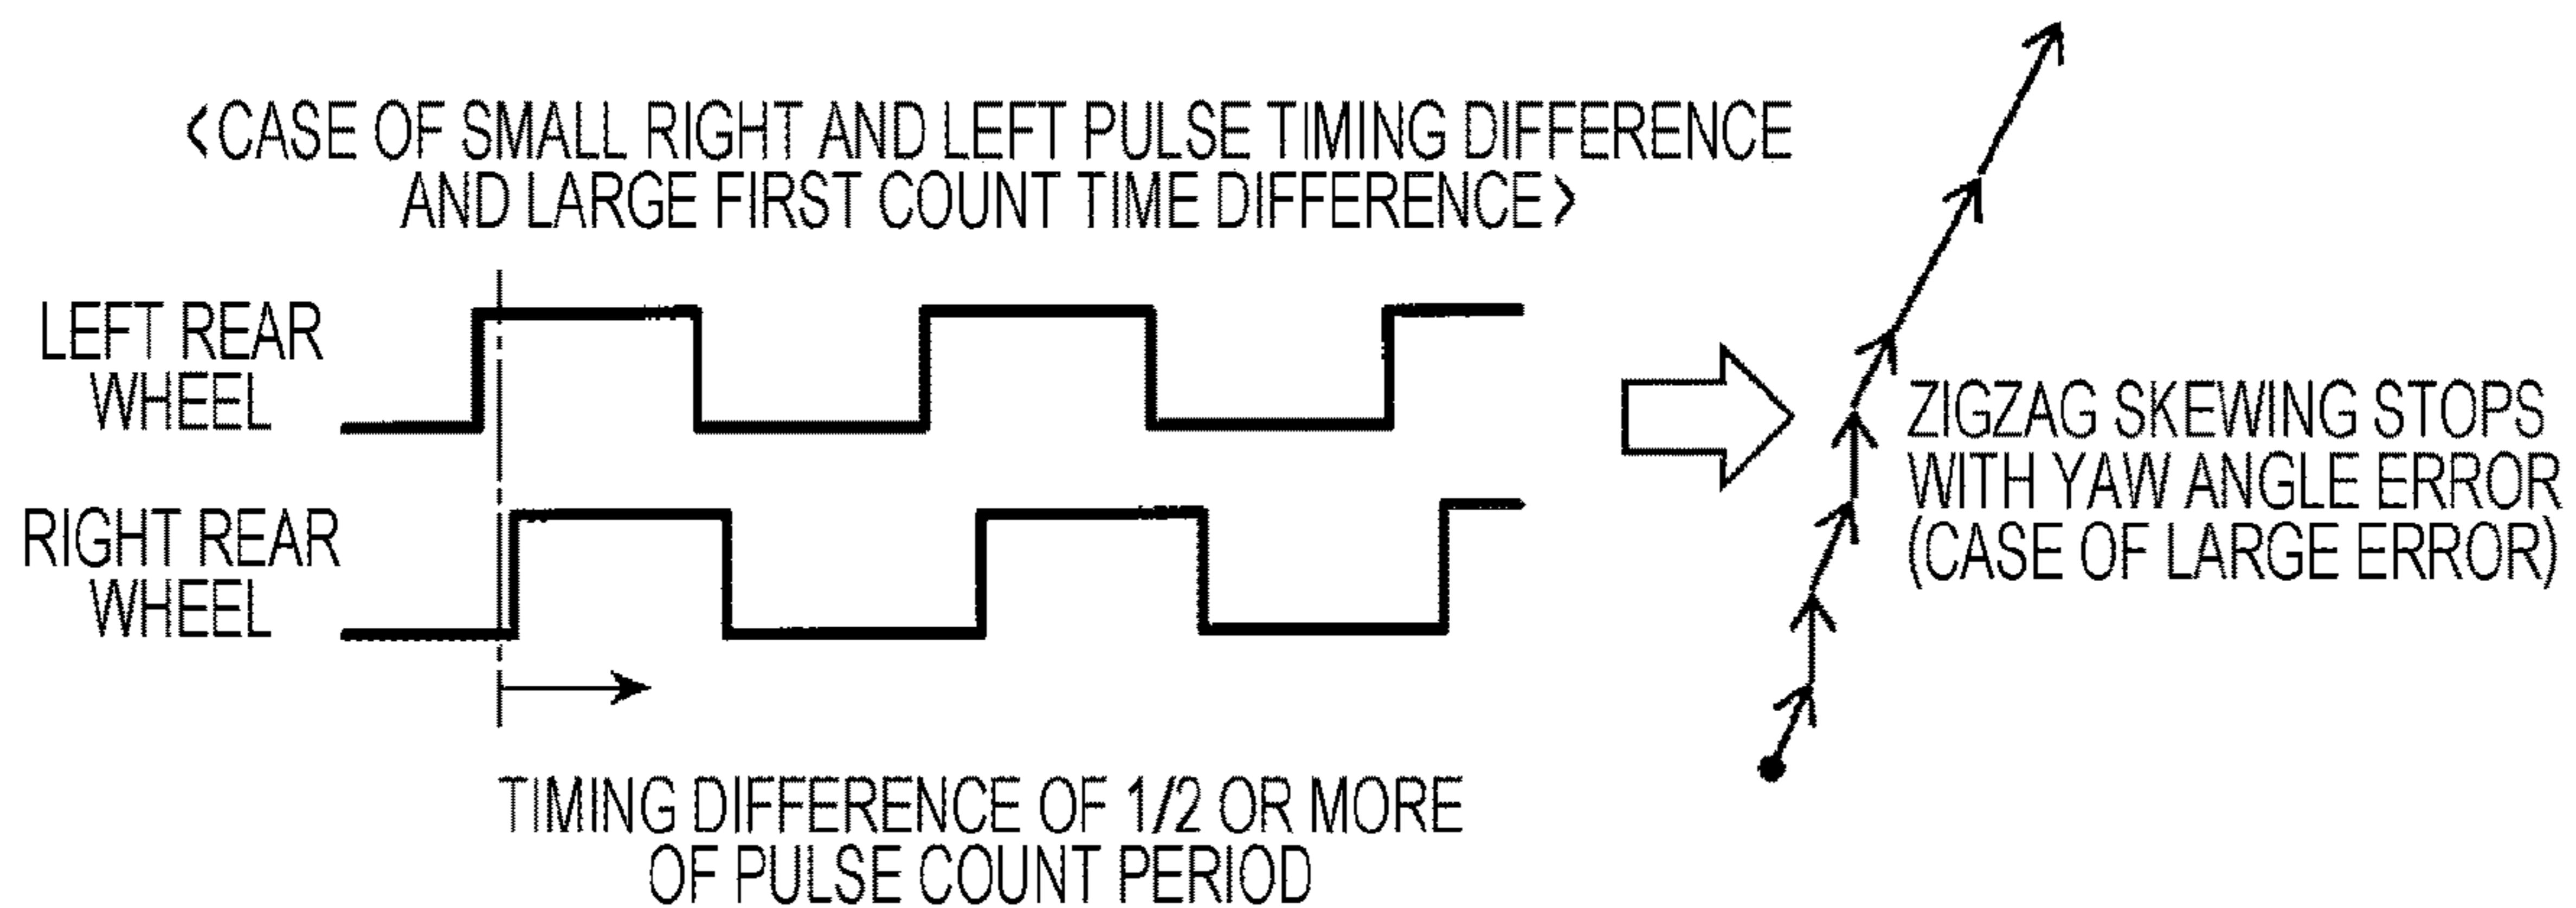 <CASE OF SMALL RIGHT AND LEFT PULSE TIMING DIFFERENCE
AND LARGE FIRST COUNT TIME DIFFERENCE>
LEFT REAR
WHEEL
RIGHT REAR
WHEEL
TIMING DIFFERENCE OF 1/2 OR MORE
OF PULSE COUNT PERIOD
ZIGZAG SKEWING STOPS
WITH YAW ANGLE ERROR
(CASE OF LARGE ERROR)